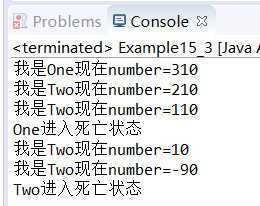 Problems Console
<terminated> Example15_3 [Java A
我是One现在number=310
我是Two现在number=210
我是Two现在number=110
One进入死亡状态
我是Two现在number=10
我是Two现在number=-90
Two进入死亡状态